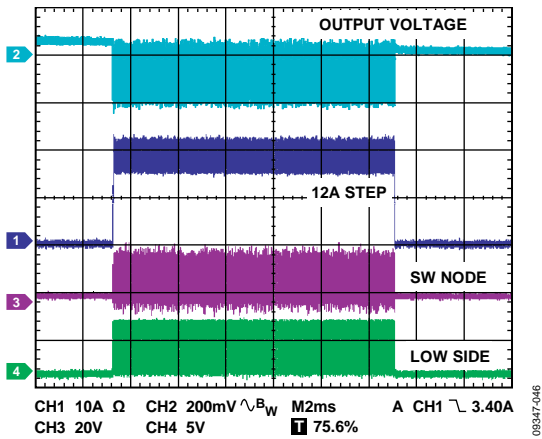 OUTPUT VOLTAGE
2
12A STEP
1
SW NODE
3
LOW SIDE
4
CH1 10A Ω CH2 200mV ∿BW M2ms A CH1 ꓶ 3.40A
CH3 20V CH4 5V T 75.6%
09347-046